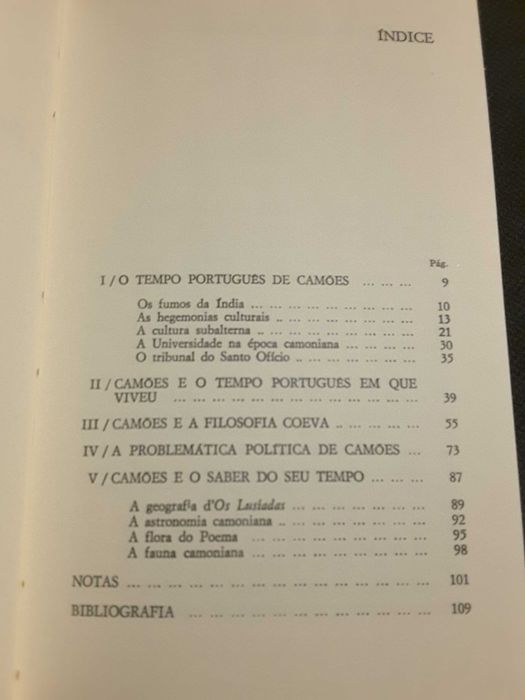 ÍNDICE
Pág.
I / O TEMPO PORTUGUÊS DE CAMÕES ... ... ... 9
Os fumos da Índia ... ... ... ... ... ... ... ... ... 10
As hegemonias culturais .. ... ... ... ... ... ... ... 13
A cultura subalterna .. ... ... ... ... ... ... ... ... 21
A Universidade na época camoniana ... ... ... ... 30
O tribunal do Santo Ofício .. ... ... ... ... ... ... 35
II / CAMÕES E O TEMPO PORTUGUÊS EM QUE
VIVEU ... ... ... ... ... ... ... ... ... ... ... ... ... 39
III / CAMÕES E A FILOSOFIA COEVA .. ... ... ... 55
IV / A PROBLEMÁTICA POLÍTICA DE CAMÕES ... 73
V / CAMÕES E O SABER DO SEU TEMPO ... ... ... 87
A geografia d'Os Lusíadas ... ... ... ... ... ... ... 89
A astronomia camoniana .. ... ... ... ... ... ... ... 92
A flora do Poema ... ... ... ... ... ... ... ... ... 95
A fauna camoniana ... ... ... ... ... ... ... ... ... 98
NOTAS ... ... ... ... ... ... ... ... ... ... ... ... ... ... 101
BIBLIOGRAFIA ... ... ... ... ... ... ... ... ... ... ... 109